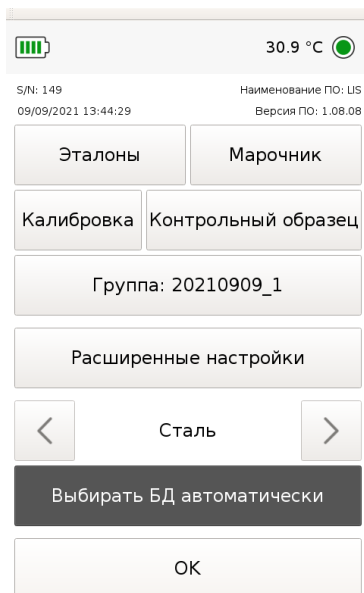 30.9 °C
S/N: 149
Наименование ПО: LIS
09/09/2021 13:44:29
Версия ПО: 1.08.08
Эталоны
Марочник
Калибровка
Контрольный образец
Группа: 20210909_1
Расширенные настройки
Сталь
Выбирать БД автоматически
OK